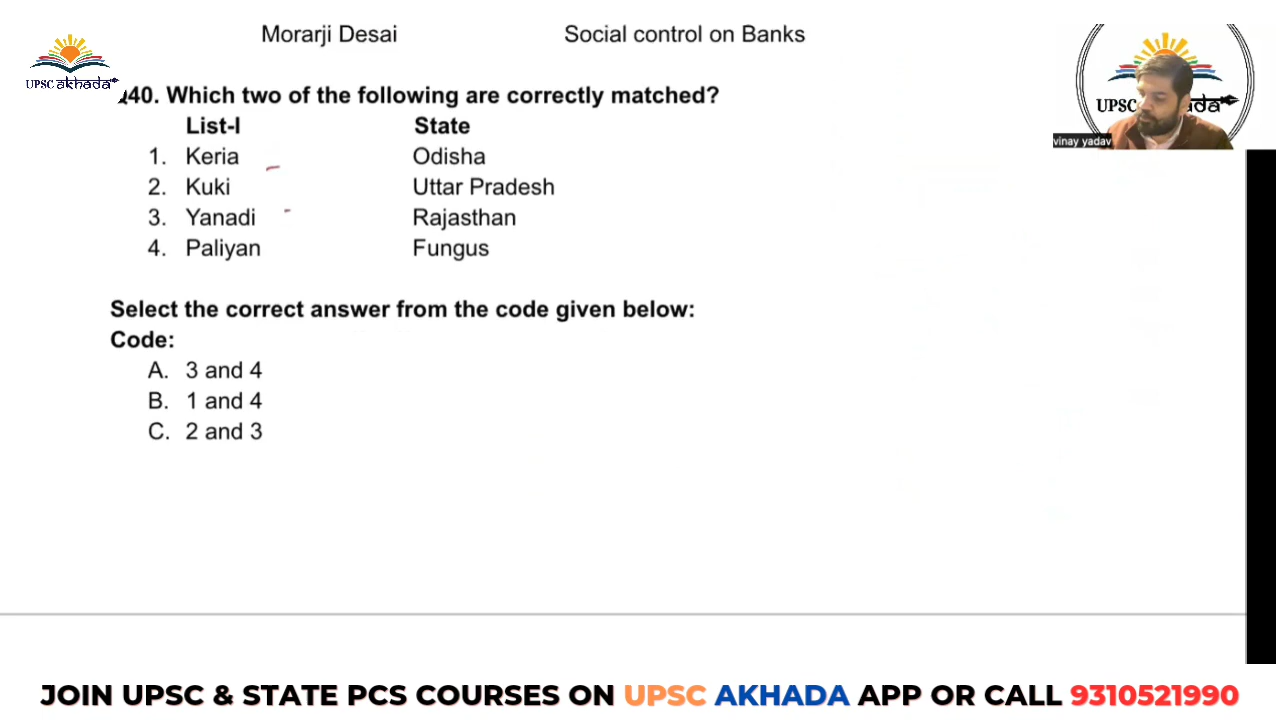 Morarji Desai Social control on Banks
UPSC akhada
Q40. Which two of the following are correctly matched?
List-I State
1. Keria Odisha
2. Kuki Uttar Pradesh
3. Yanadi Rajasthan
4. Paliyan Fungus
Select the correct answer from the code given below:
Code:
A. 3 and 4
B. 1 and 4
C. 2 and 3
UPSC
vinay yadav
JOIN UPSC & STATE PCS COURSES ON UPSC AKHADA APP OR CALL 9310521990